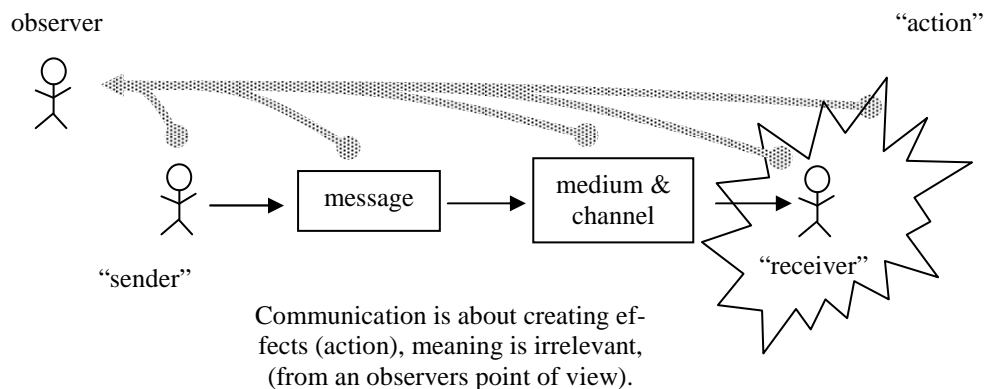 observer
“action”
message
medium &
channel
“sender”
“receiver”
Communication is about creating ef-
fects (action), meaning is irrelevant,
(from an observers point of view).